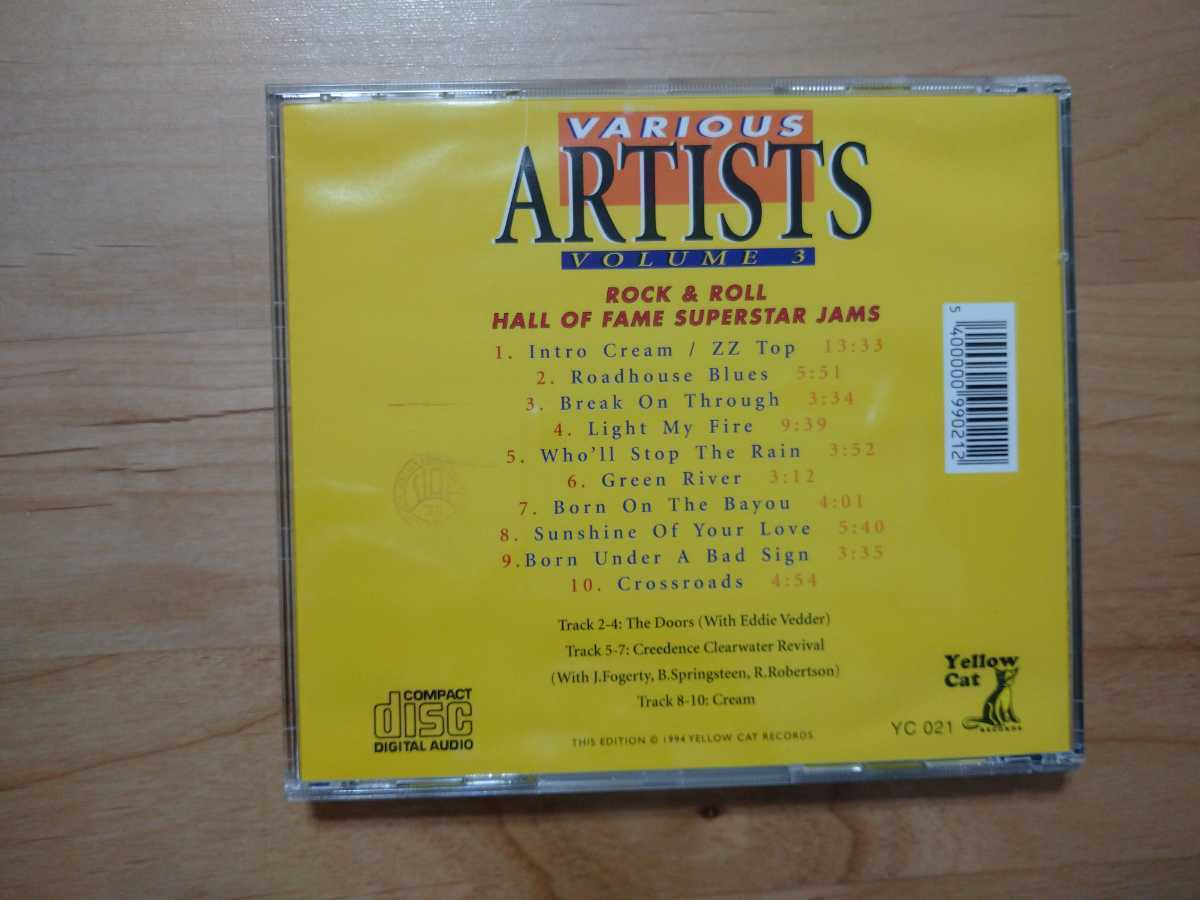 VARIOUS
ARTISTS
VOLUME 3
ROCK & ROLL
HALL OF FAME SUPERSTAR JAMS
1. Intro Cream / ZZ Top 13:33
2. Roadhouse Blues 5:51
3. Break On Through 3:34
4. Light My Fire 9:39
5. Who'll Stop The Rain 3:52
6. Green River 3:12
7. Born On The Bayou 4:01
8. Sunshine Of Your Love 5:40
9.Born Under A Bad Sign 3:35
10. Crossroads 4:54
Track 2-4: The Doors (With Eddie Vedder)
Track 5-7: Creedence Clearwater Revival
(With J.Fogerty, B.Springsteen, R.Robertson)
Track 8-10: Cream
THIS EDITION © 1994 YELLOW CAT RECORDS
COMPACT
disc
DIGITAL AUDIO
Yellow
Cat
RECORDS
YC 021
5 400000 990212